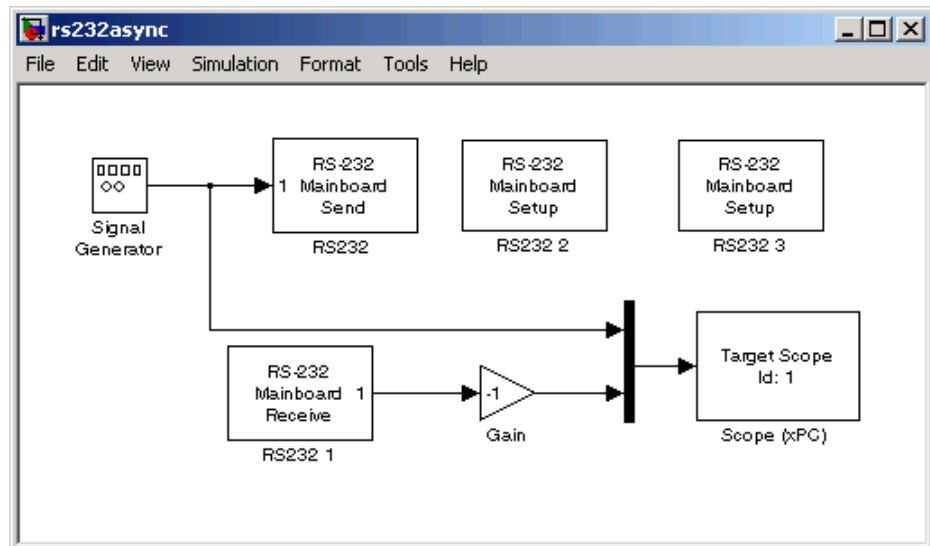 rs232async
File Edit View Simulation Format Tools Help
Signal
Generator
1
RS-232
Mainboard
Send
RS232
RS-232
Mainboard
Setup
RS232 2
RS-232
Mainboard
Setup
RS232 3
RS-232
Mainboard 1
Receive
RS232 1
-1
Gain
Target Scope
Id: 1
Scope (xPC)